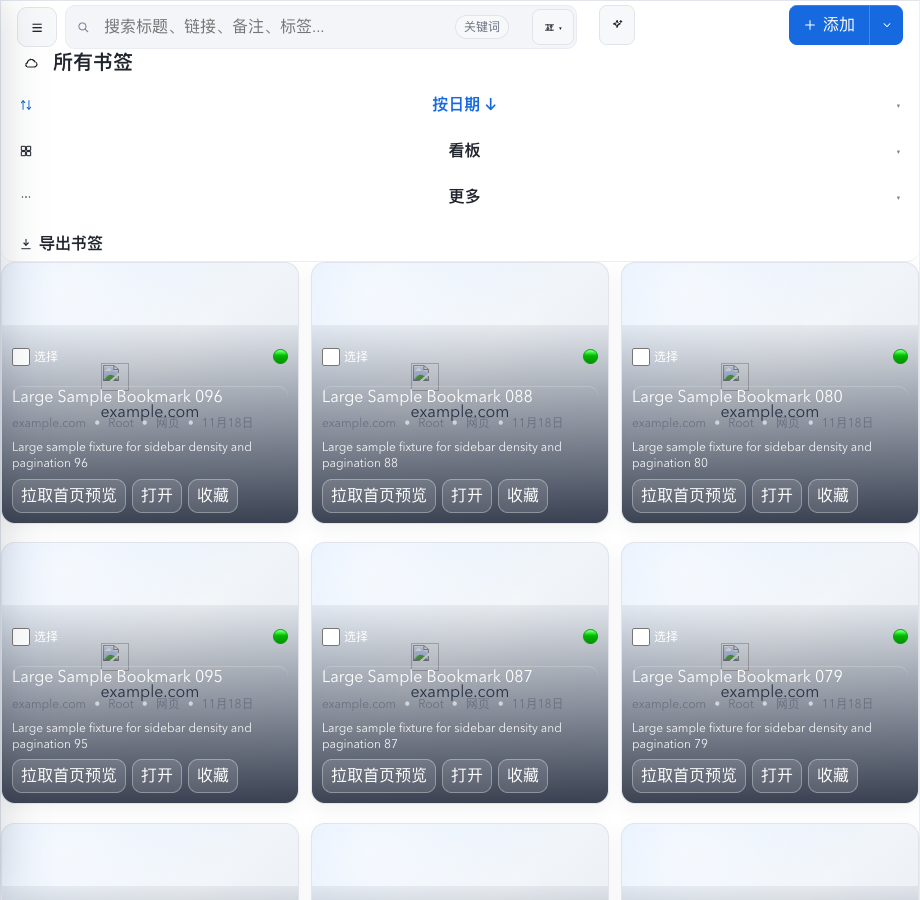 搜索标题、链接、备注、标签... 关键词
+ 添加
所有书签
按日期 ↓
看板
更多
导出书签
选择
Large Sample Bookmark 096
example.com
example.com • Root • 网页 • 11月18日
Large sample fixture for sidebar density and
pagination 96
拉取首页预览 打开 收藏
选择
Large Sample Bookmark 088
example.com
example.com • Root • 网页 • 11月18日
Large sample fixture for sidebar density and
pagination 88
拉取首页预览 打开 收藏
选择
Large Sample Bookmark 080
example.com
example.com • Root • 网页 • 11月18日
Large sample fixture for sidebar density and
pagination 80
拉取首页预览 打开 收藏
选择
Large Sample Bookmark 095
example.com
example.com • Root • 网页 • 11月18日
Large sample fixture for sidebar density and
pagination 95
拉取首页预览 打开 收藏
选择
Large Sample Bookmark 087
example.com
example.com • Root • 网页 • 11月18日
Large sample fixture for sidebar density and
pagination 87
拉取首页预览 打开 收藏
选择
Large Sample Bookmark 079
example.com
example.com • Root • 网页 • 11月18日
Large sample fixture for sidebar density and
pagination 79
拉取首页预览 打开 收藏